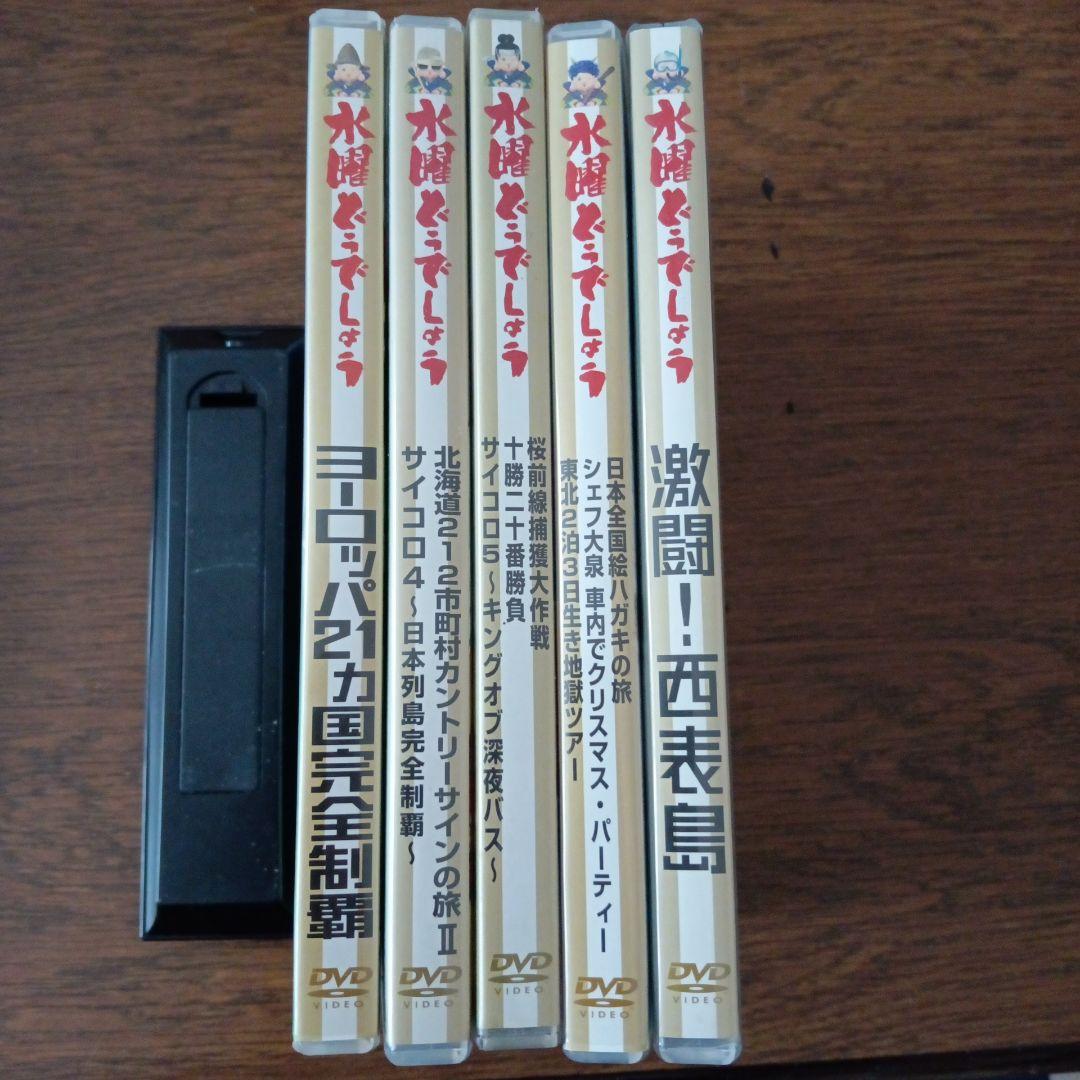 水曜どうでしょう
ヨーロッパ21ヵ国完全制覇
DVD
VIDEO
水曜どうでしょう
北海道212市町村カントリーサインの旅Ⅱ
サイコロ4～日本列島完全制覇～
DVD
VIDEO
水曜どうでしょう
桜前線捕獲大作戦
十勝二十番勝負
サイコロ5～キングオブ深夜バス～
DVD
VIDEO
水曜どうでしょう
日本全国絵ハガキの旅
シェフ大泉 車内でクリスマス・パーティー
東北2泊3日生き地獄ツアー
DVD
VIDEO
水曜どうでしょう
激闘！西表島
DVD
VIDEO